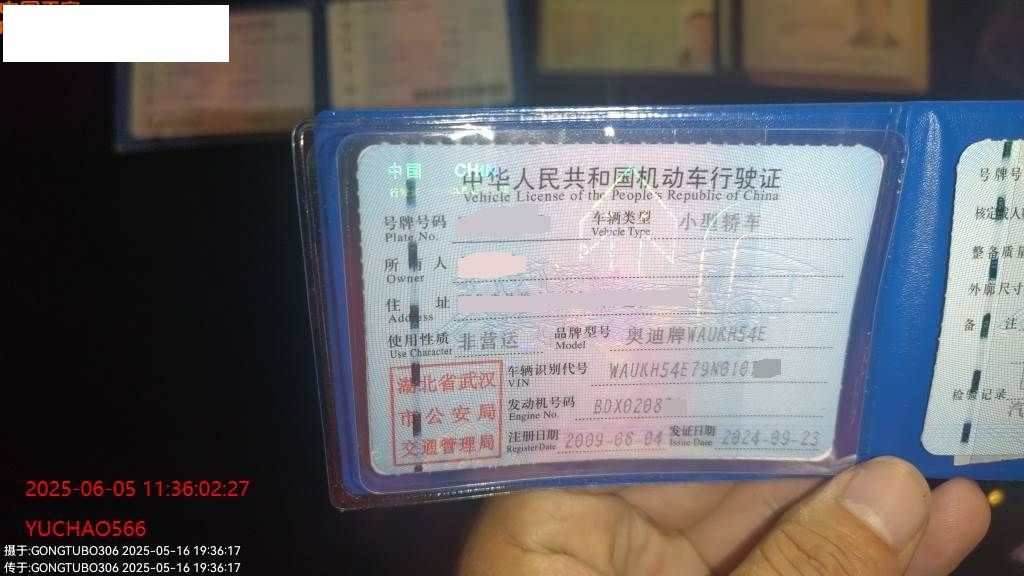 中国
中华人民共和国机动车行驶证
Vehicle License of the People's Republic of China
号牌号码
Plate No.
车辆类型 小型轿车
Vehicle Type
所有人
Owner
住址
Address
使用性质 非营运 品牌型号 奥迪牌WAUKH54E
Use Character Model
湖北省武汉
市公安局
交通管理局
车辆识别代号 WAUKH54E79N010
VIN
发动机号码 BDX0208
Engine No.
注册日期 2009-06-04 发证日期 2024-09-23
Register Date Issue Date
号牌号
整备质量
外廓尺寸
备 注
检验记录
2025-06-05 11:36:02:27
YUCHAO566
摄于:GONGTUBO306 2025-05-16 19:36:17
传于:GONGTUBO306 2025-05-16 19:36:17